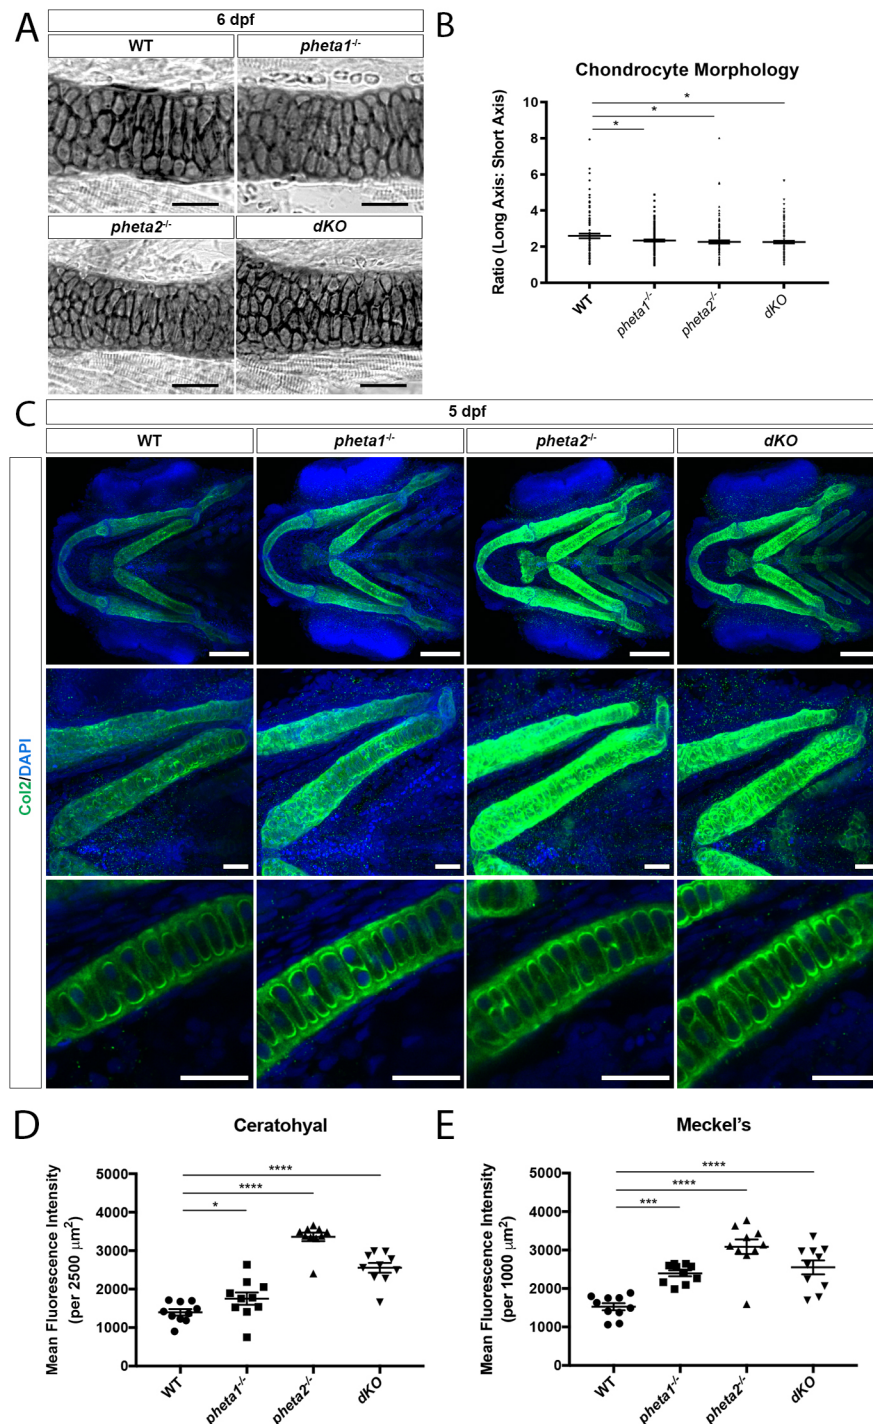 A
6 dpf
WT
pheta1-/-
pheta2-/-
dKO
B
Chondrocyte Morphology
Ratio (Long Axis: Short Axis)
10
8
6
4
2
0
*
*
*
WT
pheta1-/-
pheta2-/-
dKO
C
5 dpf
WT
pheta1-/-
pheta2-/-
dKO
Col2/DAPI
D
Ceratohyal
Mean Fluorescence Intensity
(per 2500 μm2)
5000
4000
3000
2000
1000
0
****
****
*
WT
pheta1-/-
pheta2-/-
dKO
E
Meckel's
Mean Fluorescence Intensity
(per 1000 μm2)
5000
4000
3000
2000
1000
0
****
****
***
WT
pheta1-/-
pheta2-/-
dKO